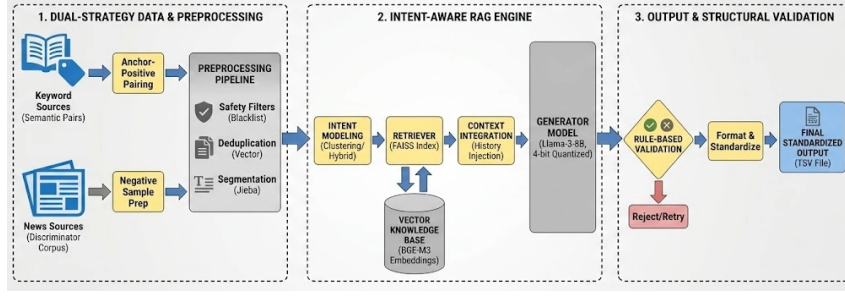 1. DUAL-STRATEGY DATA & PREPROCESSING
Keyword
Sources
(Semantic Pairs)
Anchor-
Positive
Pairing
News Sources
(Discriminator
Corpus)
Negative
Sample
Prep
PREPROCESSING
PIPELINE
Safety Filters
(Blacklist)
Deduplication
(Vector)
T
Segmentation
(Jieba)
2. INTENT-AWARE RAG ENGINE
INTENT
MODELING
(Clustering/
Hybrid)
RETRIEVER
(FAISS Index)
CONTEXT
INTEGRATION
(History
Injection)
VECTOR
KNOWLEDGE
BASE
(BGE-M3
Embeddings)
GENERATOR
MODEL
(Llama-3-8B,
4-bit Quantized)
3. OUTPUT & STRUCTURAL VALIDATION
RULE-BASED
VALIDATION
Reject/Retry
Format &
Standardize
TSV
FINAL
STANDARDIZED
OUTPUT
(TSV File)